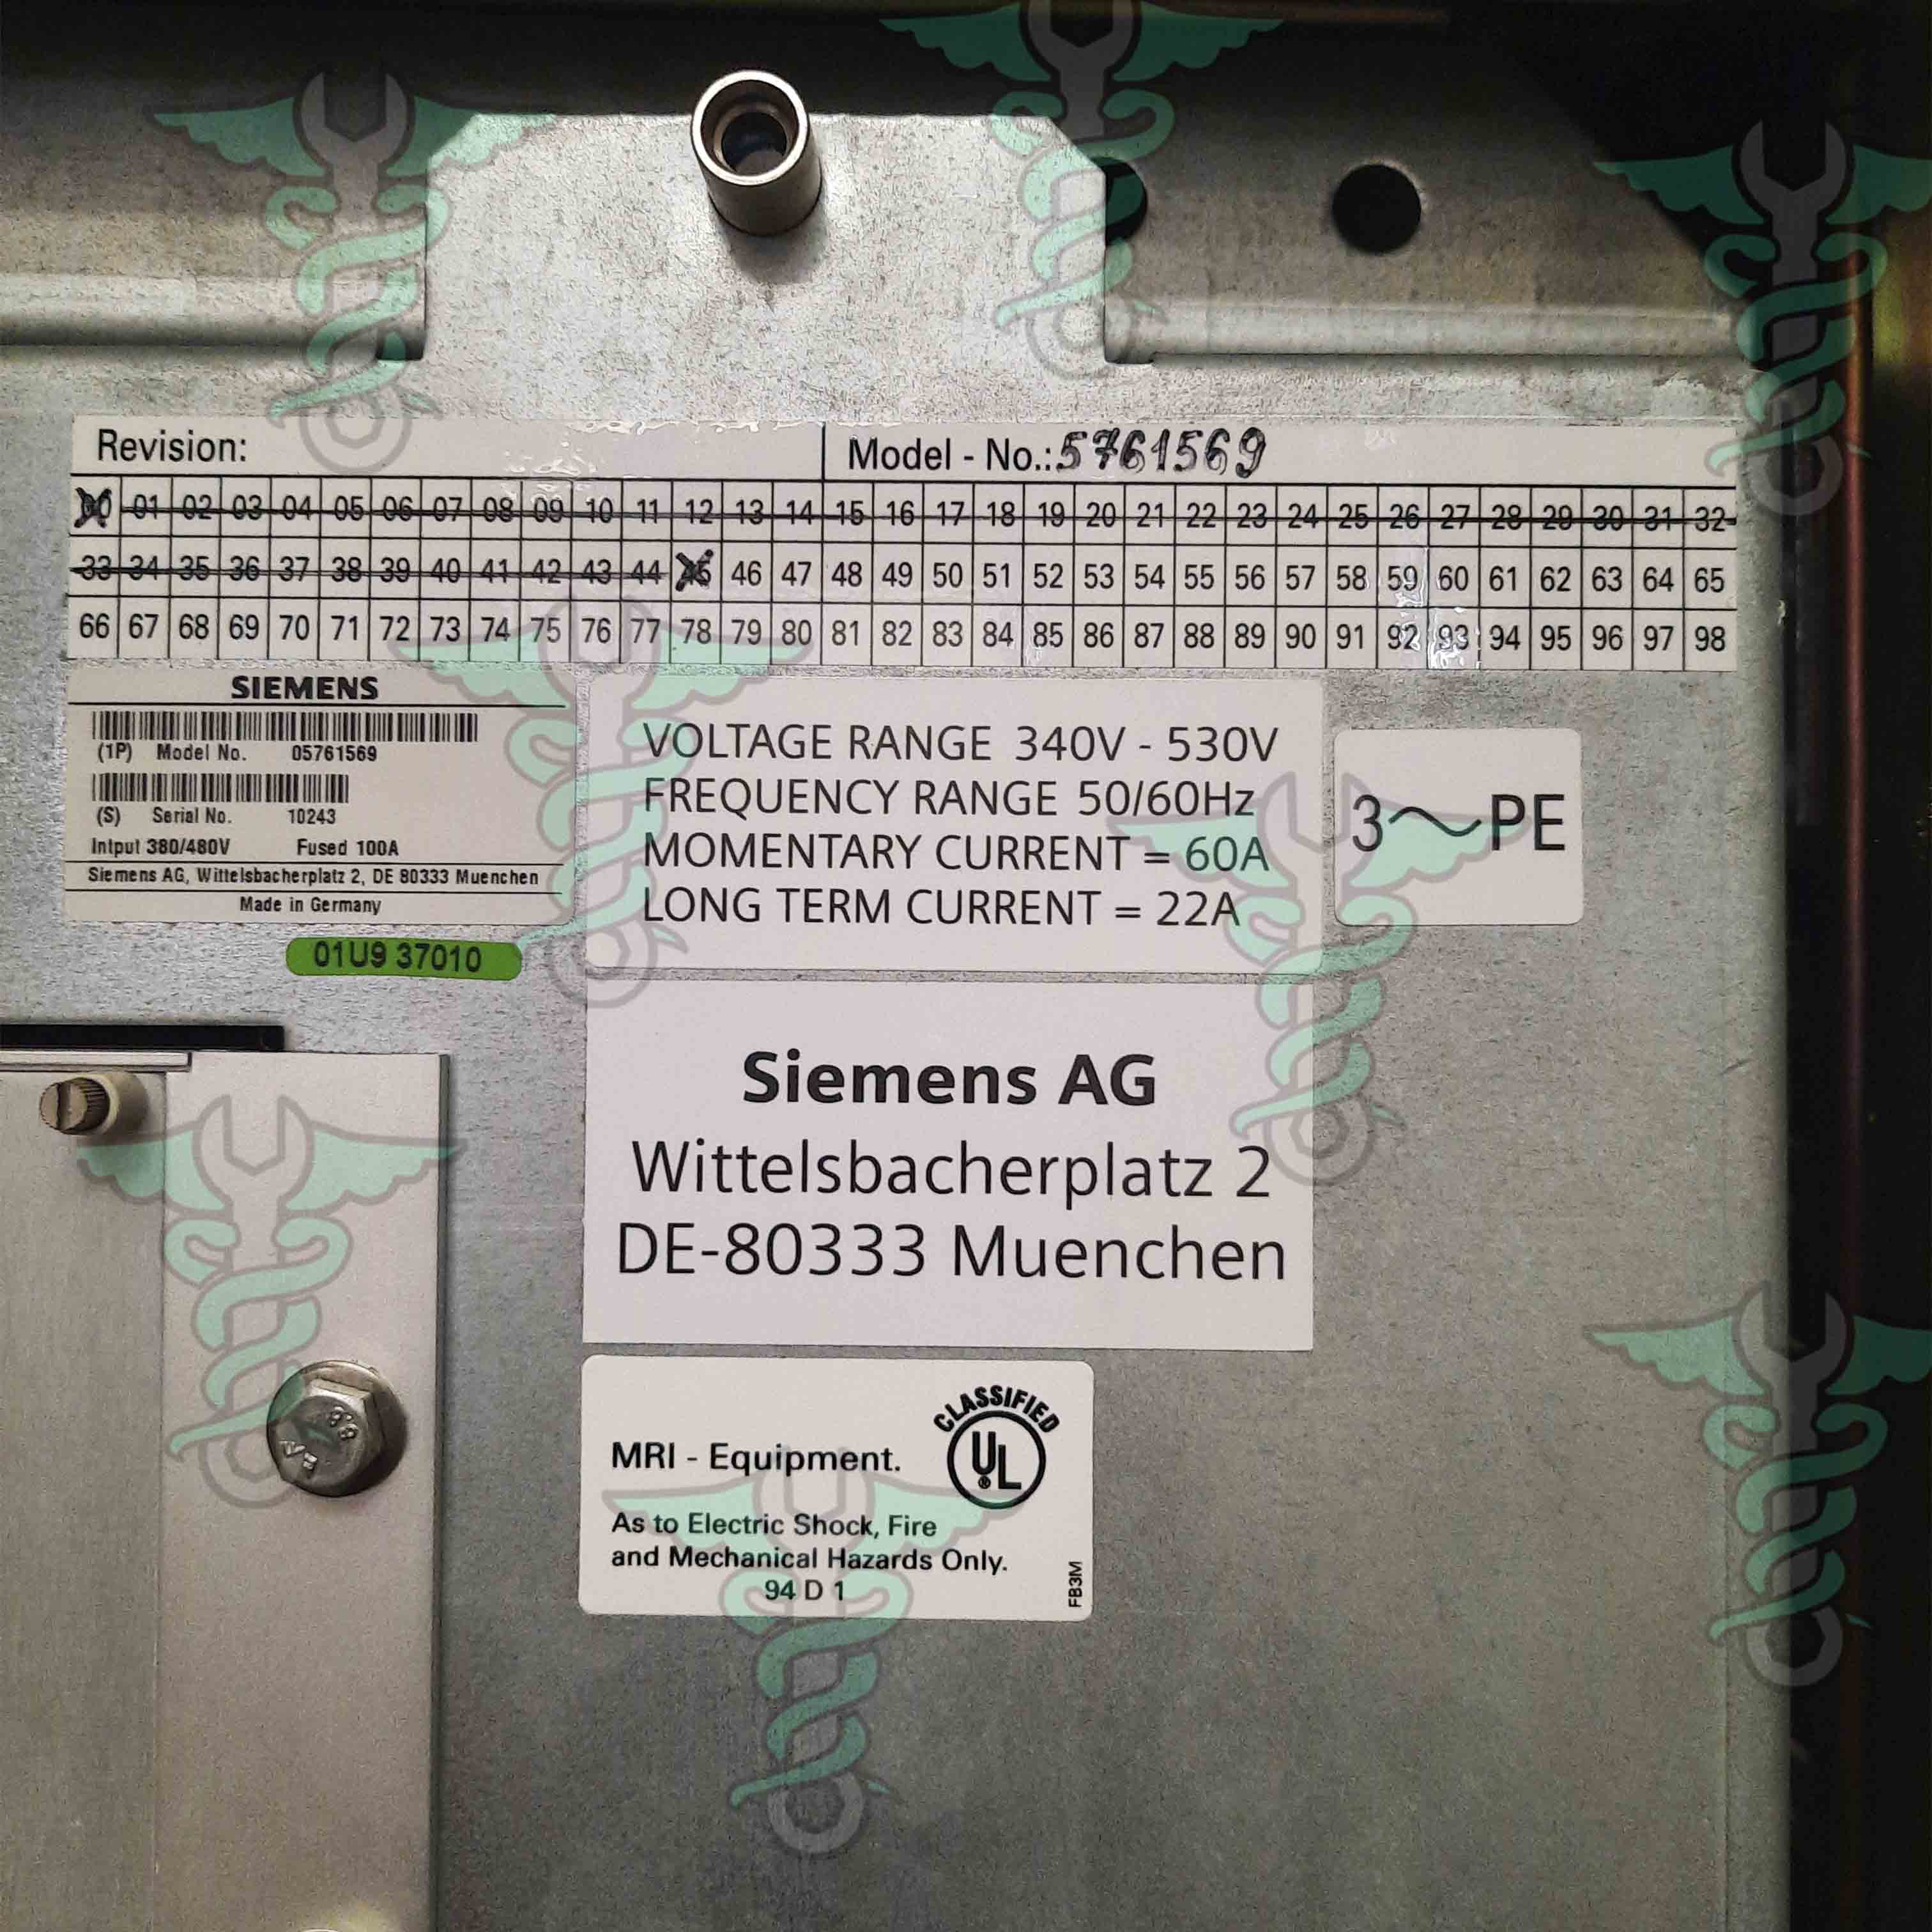 Revision:
Model - No.: 5761569
00 01 02 03 04 05 06 07 08 09 10 11 12 13 14 15 16 17 18 19 20 21 22 23 24 25 26 27 28 29 30 31 32
33 34 35 36 37 38 39 40 41 42 43 44 45 46 47 48 49 50 51 52 53 54 55 56 57 58 59 60 61 62 63 64 65
66 67 68 69 70 71 72 73 74 75 76 77 78 79 80 81 82 83 84 85 86 87 88 89 90 91 92 93 94 95 96 97 98
SIEMENS
(1P) Model No. 05761569
(S) Serial No. 10243
Intput 380/480V Fused 100A
Siemens AG, Wittelsbacherplatz 2, DE 80333 Muenchen
Made in Germany
01U9 37010
VOLTAGE RANGE 340V - 530V
FREQUENCY RANGE 50/60Hz
MOMENTARY CURRENT = 60A
LONG TERM CURRENT = 22A
3~PE
Siemens AG
Wittelsbacherplatz 2
DE-80333 Muenchen
CLASSIFIED
UL
®
MRI - Equipment.
As to Electric Shock, Fire
and Mechanical Hazards Only.
94 D 1
FB3M